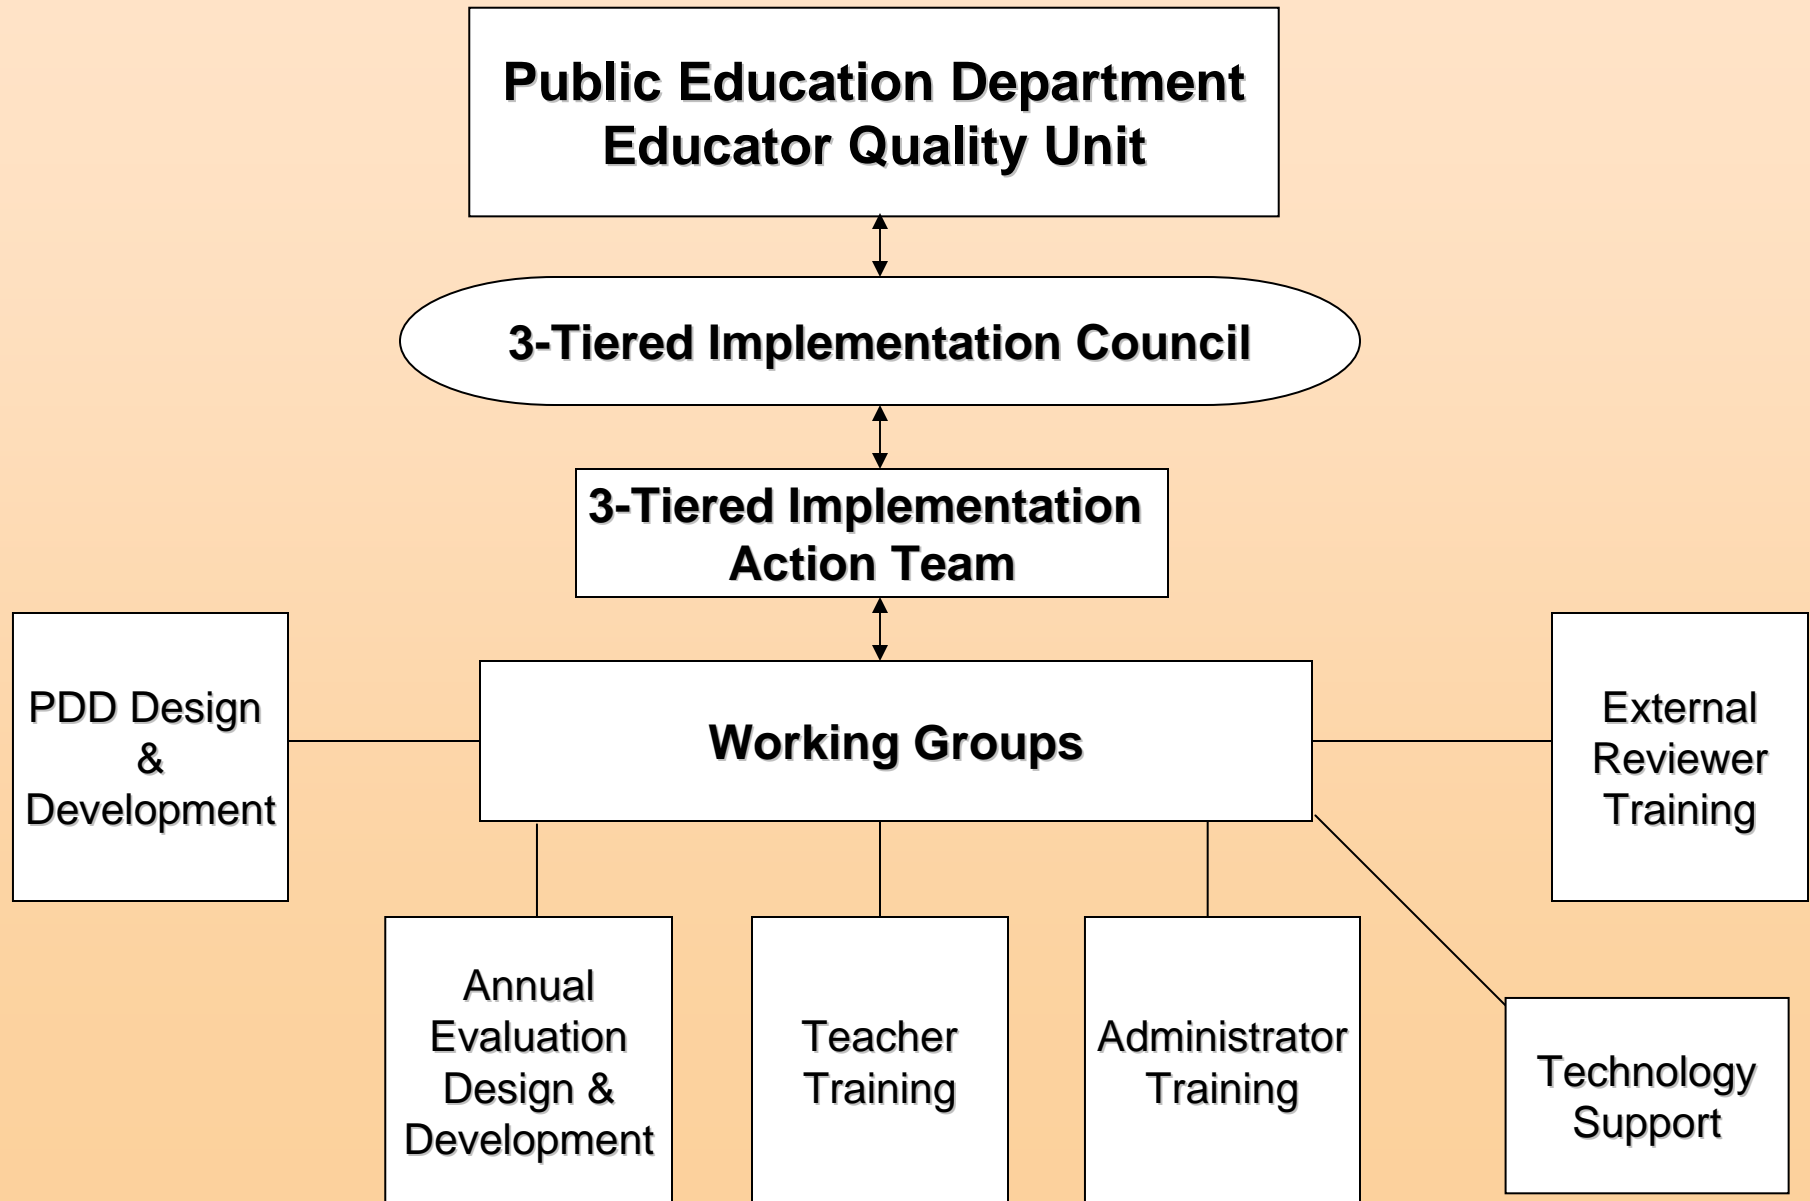 Public Education Department
Educator Quality Unit
3-Tiered Implementation Council
3-Tiered Implementation
Action Team
PDD Design
&
Development
Working Groups
External
Reviewer
Training
Annual
Evaluation
Design &
Development
Teacher
Training
Administrator
Training
Technology
Support